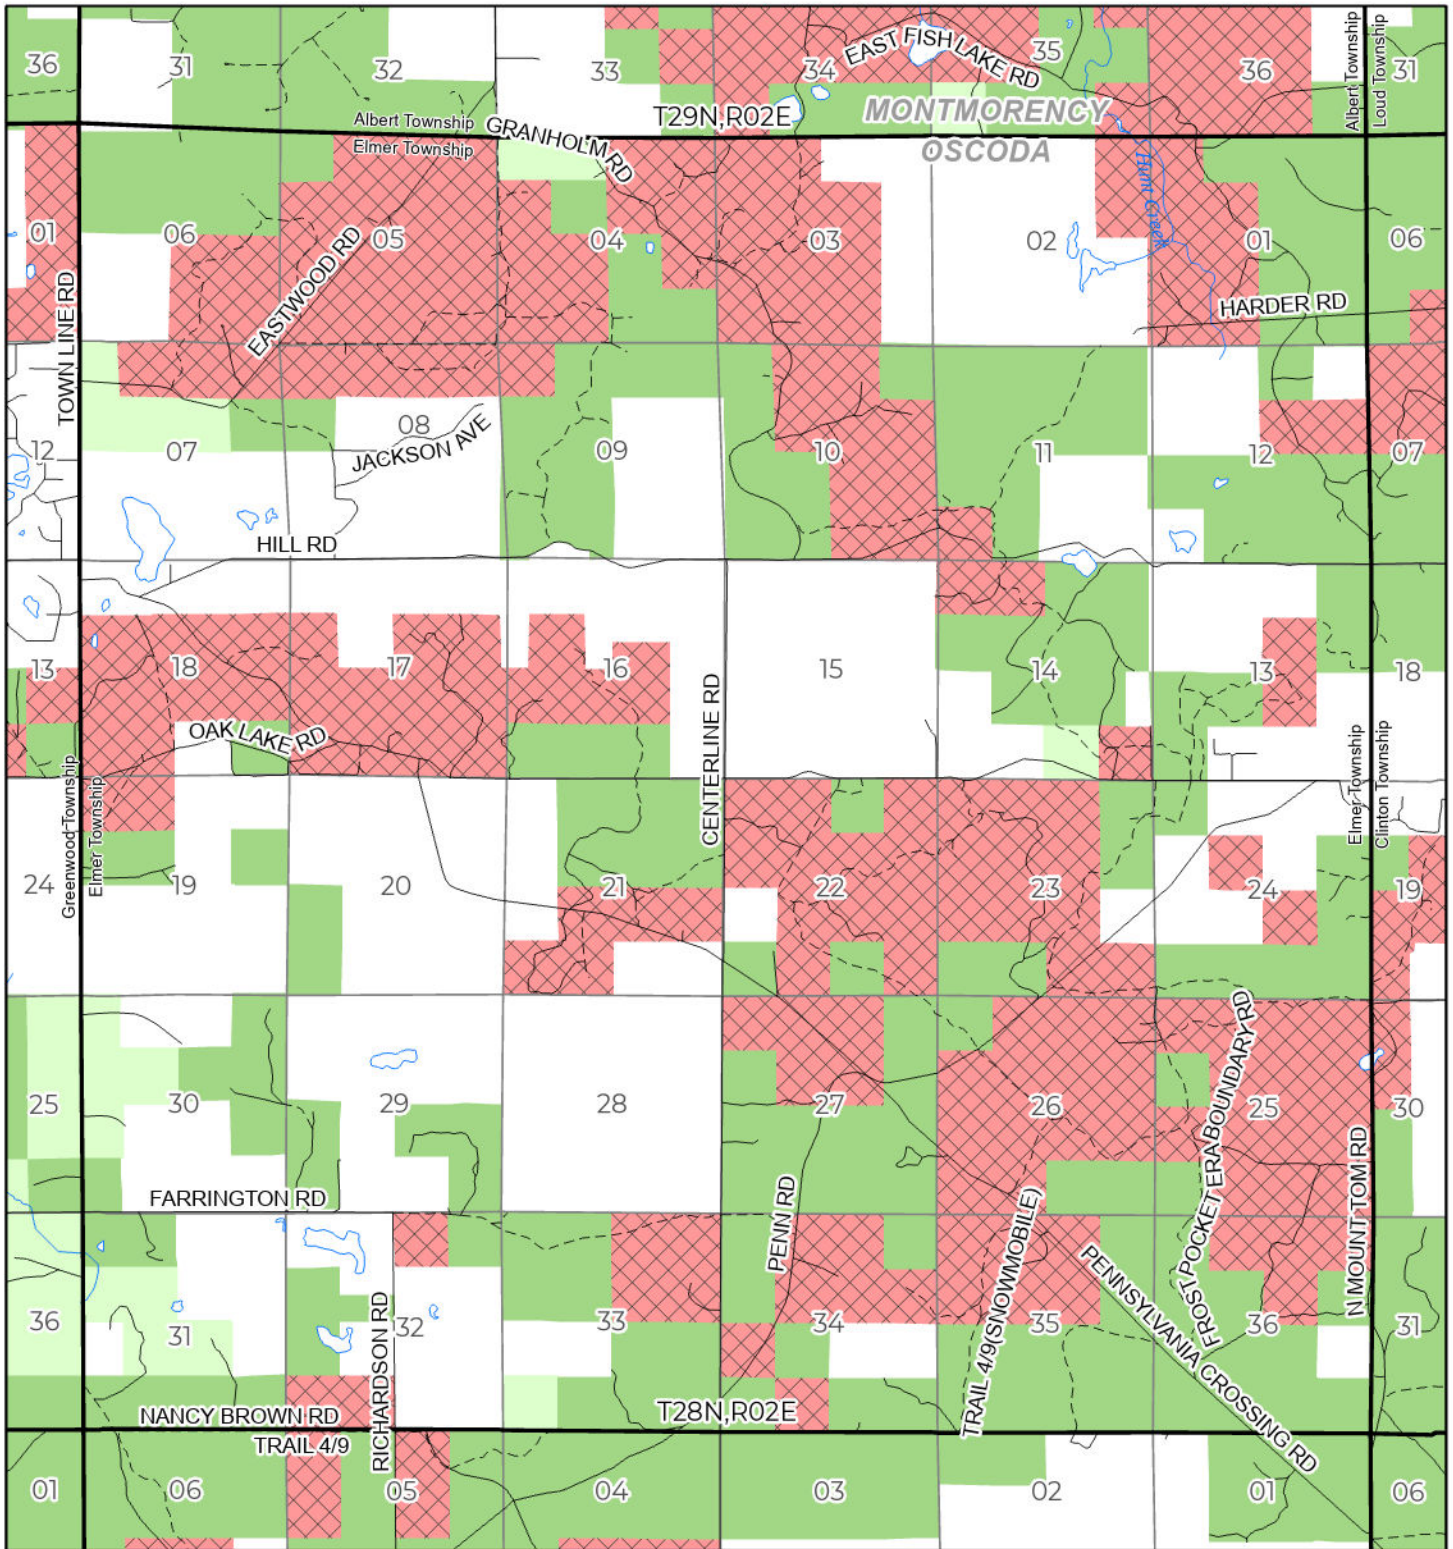 36
31
32
33
34
EAST FISH LAKE RD
35
36
31
Albert Township
Loud Township
T29N,R02E
MONTMORENCY
OSCODA
Albert Township
Elmer Township
GRANHOLM RD
Hunt Creek
01
06
05
04
03
02
01
06
EASTWOOD RD
HARDER RD
TOWN LINE RD
12
07
08
JACKSON AVE
09
10
11
12
07
HILL RD
13
18
17
16
15
14
13
18
OAK LAKE RD
CENTERLINE RD
Greenwood Township
Elmer Township
Elmer Township
Clinton Township
24
19
20
21
22
23
24
19
25
30
29
28
27
26
25
30
FROST POCKET ERA BOUNDARY RD
N MOUNT TOM RD
FARRINGTON RD
PENN RD
TRAIL 4/9(SNOWMOBILE)
PENNSYLVANIA CROSSING RD
36
31
32
33
34
35
36
31
RICHARDSON RD
NANCY BROWN RD
TRAIL 4/9
T28N,R02E
01
06
05
04
03
02
01
06